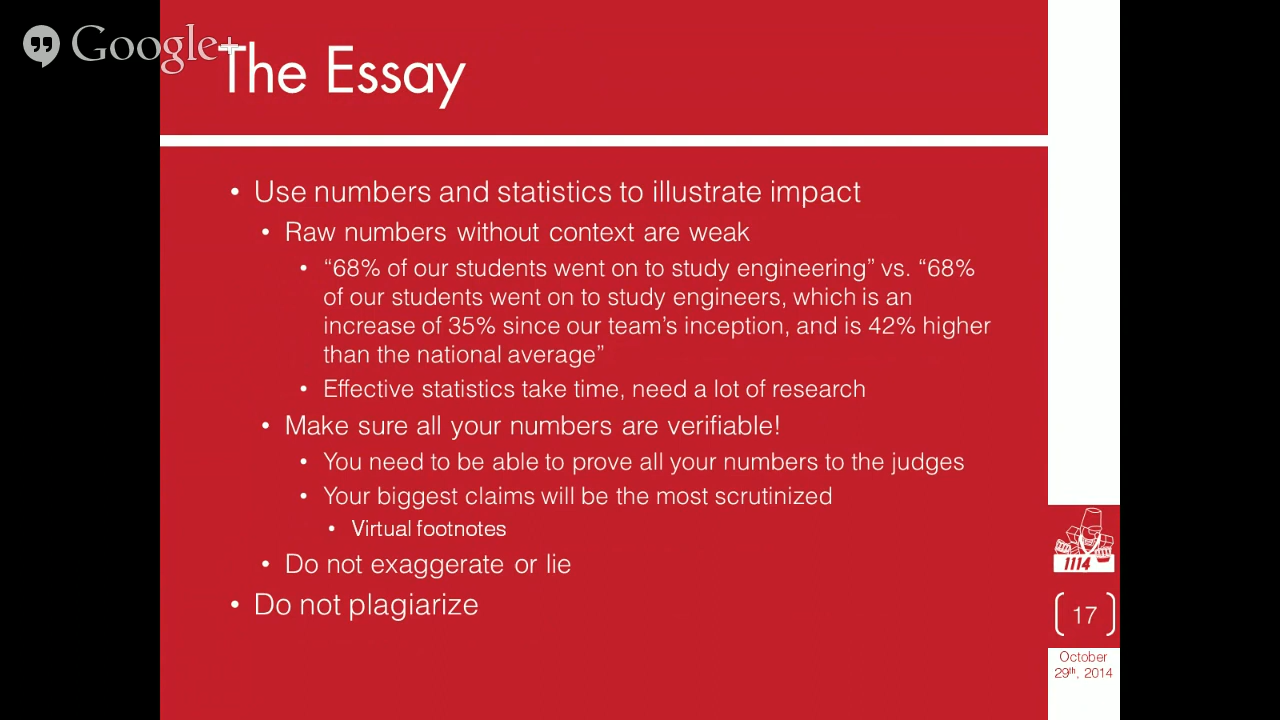 Google+
The Essay
• Use numbers and statistics to illustrate impact
• Raw numbers without context are weak
• “68% of our students went on to study engineering” vs. “68%
of our students went on to study engineers, which is an
increase of 35% since our team’s inception, and is 42% higher
than the national average”
• Effective statistics take time, need a lot of research
• Make sure all your numbers are verifiable!
• You need to be able to prove all your numbers to the judges
• Your biggest claims will be the most scrutinized
• Virtual footnotes
• Do not exaggerate or lie
• Do not plagiarize
1114
17
October
29th, 2014